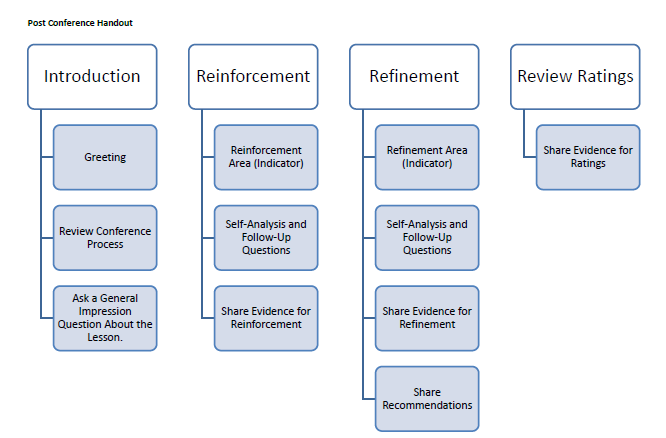 Post Conference Handout
Introduction
Greeting
Review Conference
Process
Ask a General
Impression
Question About the
Lesson.
Reinforcement
Reinforcement
Area (Indicator)
Self-Analysis and
Follow-Up
Questions
Share Evidence for
Reinforcement
Refinement
Refinement Area
(Indicator)
Self-Analysis and
Follow-Up
Questions
Share Evidence for
Refinement
Share
Recommendations
Review Ratings
Share Evidence for
Ratings